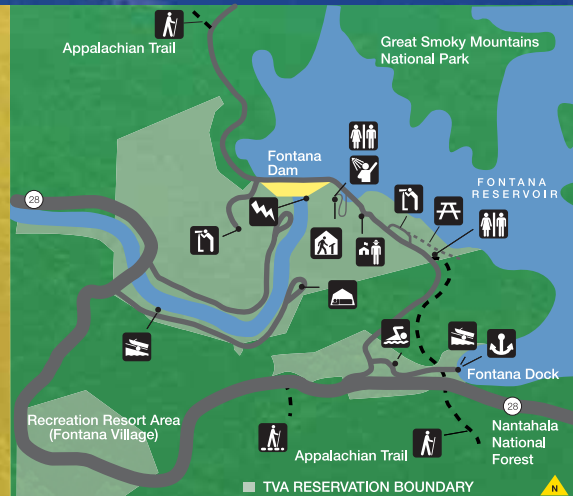 Appalachian Trail
Great Smoky Mountains
National Park
Fontana
Dam
FONTANA
RESERVOIR
28
Fontana Dock
28
Recreation Resort Area
(Fontana Village)
Appalachian Trail
Nantahala
National
Forest
TVA RESERVATION BOUNDARY
N